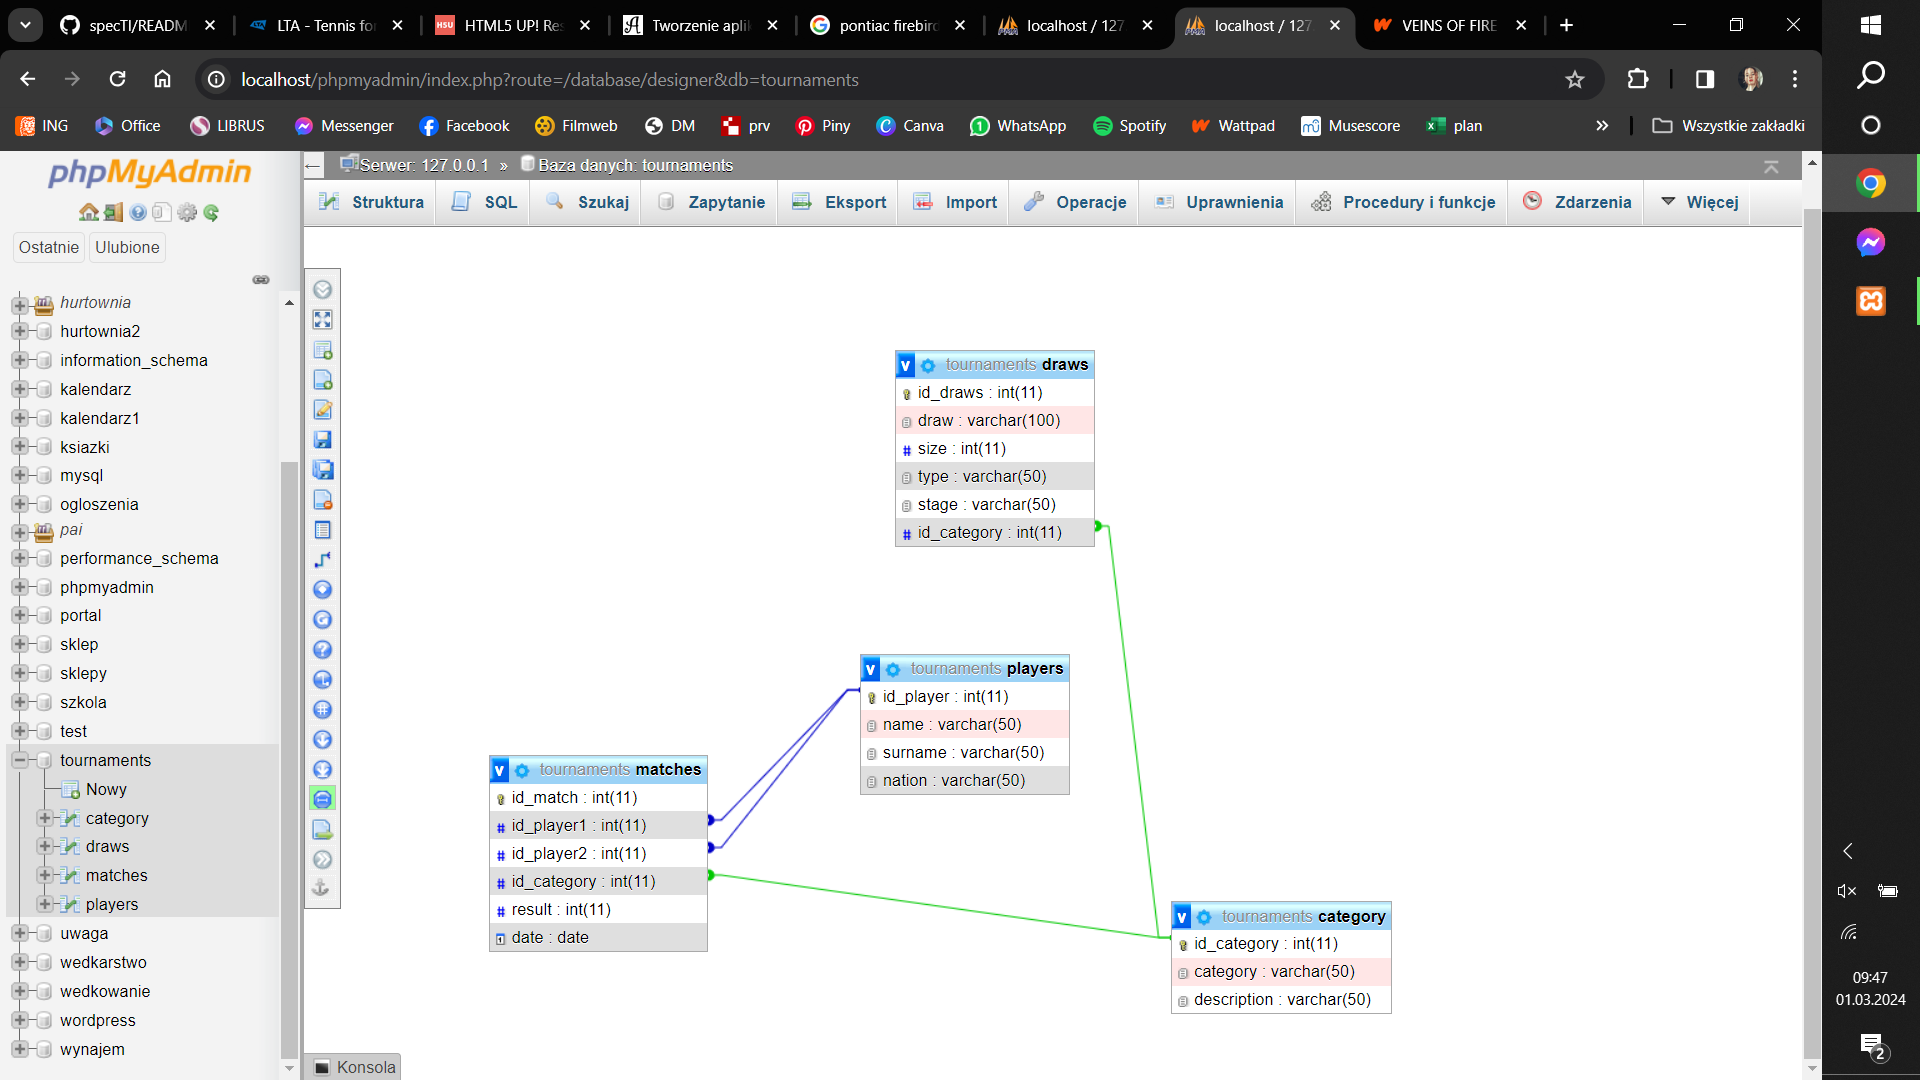 specTI/READM
LTA - Tennis for
HTML5 UP! Res
Tworzenie aplik
pontiac firebird
localhost / 127.
localhost / 127
VEINS OF FIRE
localhost/phpmyadmin/index.php?route=/database/designer&db=tournaments
ING
Office
LIBRUS
Messenger
Facebook
Filmweb
DM
prv
Piny
Canva
WhatsApp
Spotify
Wattpad
Musescore
plan
Wszystkie zakładki
phpMyAdmin
Ostatnie
Ulubione
hurtownia
hurtownia2
information_schema
kalendarz
kalendarz1
ksiazki
mysql
ogloszenia
pai
performance_schema
phpmyadmin
portal
sklep
sklepy
szkola
test
tournaments
Nowy
category
draws
matches
players
uwaga
wedkarstwo
wedkowanie
wordpress
wynajem
Serwer: 127.0.0.1 » Baza danych: tournaments
Struktura
SQL
Szukaj
Zapytanie
Eksport
Import
Operacje
Uprawnienia
Procedury i funkcje
Zdarzenia
Więcej
v tournaments draws
id_draws : int(11)
draw : varchar(100)
# size : int(11)
type : varchar(50)
stage : varchar(50)
# id_category : int(11)
v tournaments players
id_player : int(11)
name : varchar(50)
surname : varchar(50)
nation : varchar(50)
v tournaments matches
id_match : int(11)
# id_player1 : int(11)
# id_player2 : int(11)
# id_category : int(11)
# result : int(11)
date : date
v tournaments category
id_category : int(11)
category : varchar(50)
description : varchar(50)
Konsola
09:47
01.03.2024
2